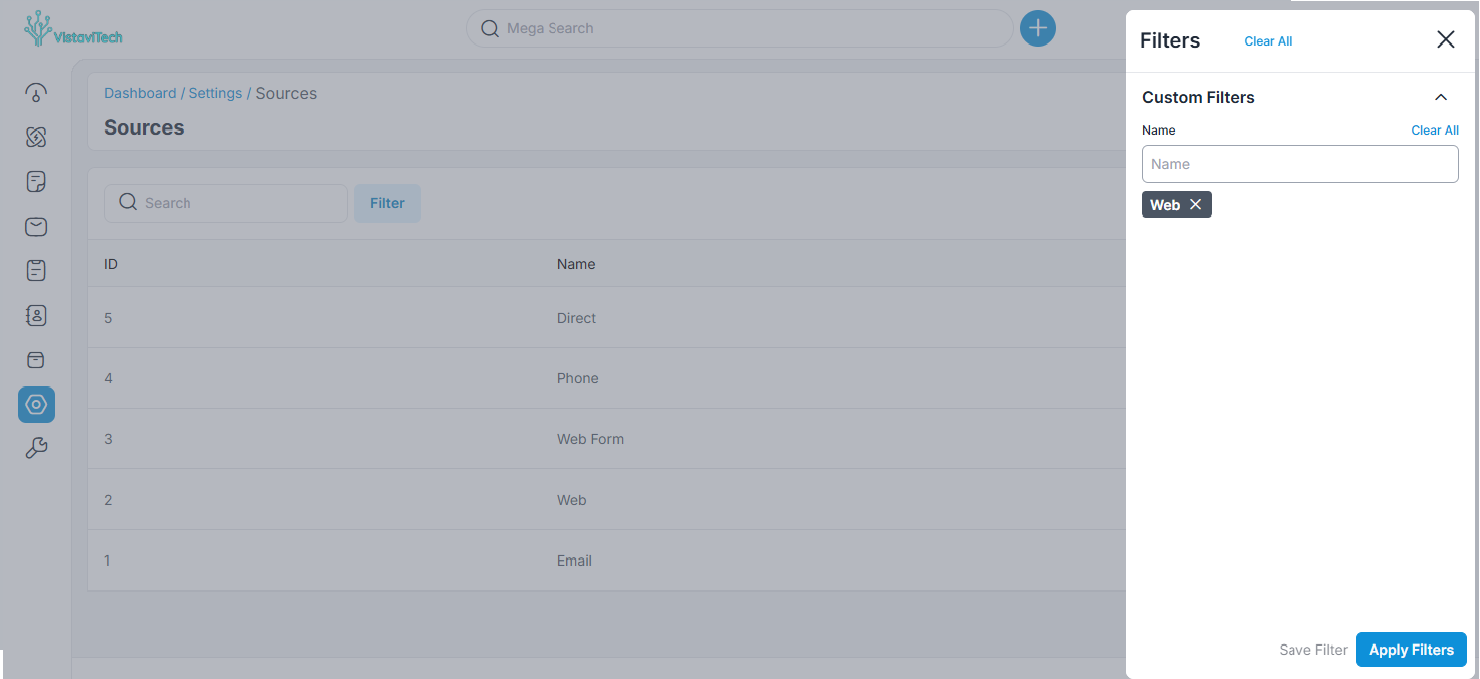 VistaviTech
Mega Search
Dashboard / Settings / Sources
Sources
Search
Filter
ID Name
5 Direct
4 Phone
3 Web Form
2 Web
1 Email
Filters Clear All
Custom Filters
Name Clear All
Name
Web
Save Filter Apply Filters